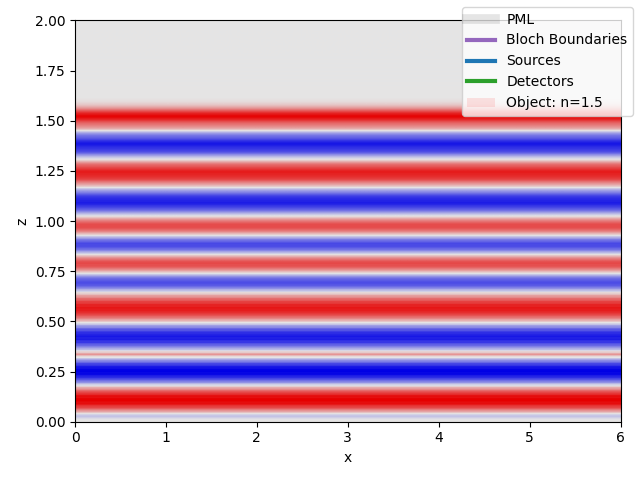 2.00
1.75
1.50
1.25
1.00
0.75
0.50
0.25
0.00
z
0 1 2 3 4 5 6
x
PML
Bloch Boundaries
Sources
Detectors
Object: n=1.5